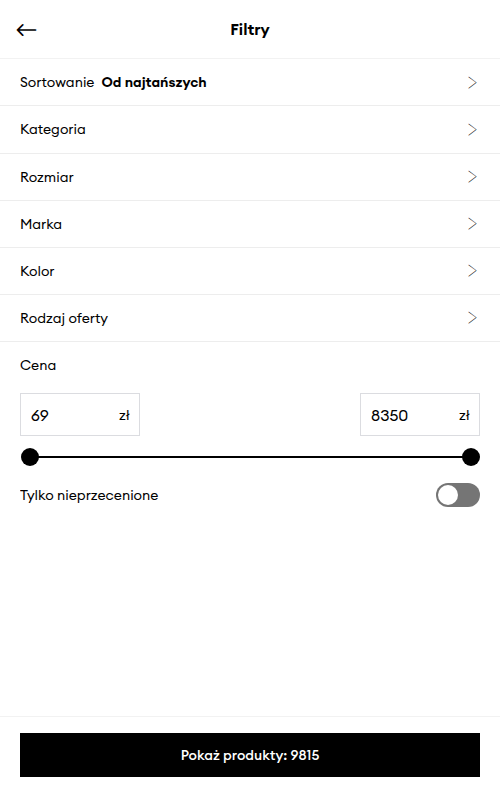 Filtry
Sortowanie Od najtańszych
Kategoria
Rozmiar
Marka
Kolor
Rodzaj oferty
Cena
69 zł 8350 zł
Tylko nieprzecenione
Pokaż produkty: 9815